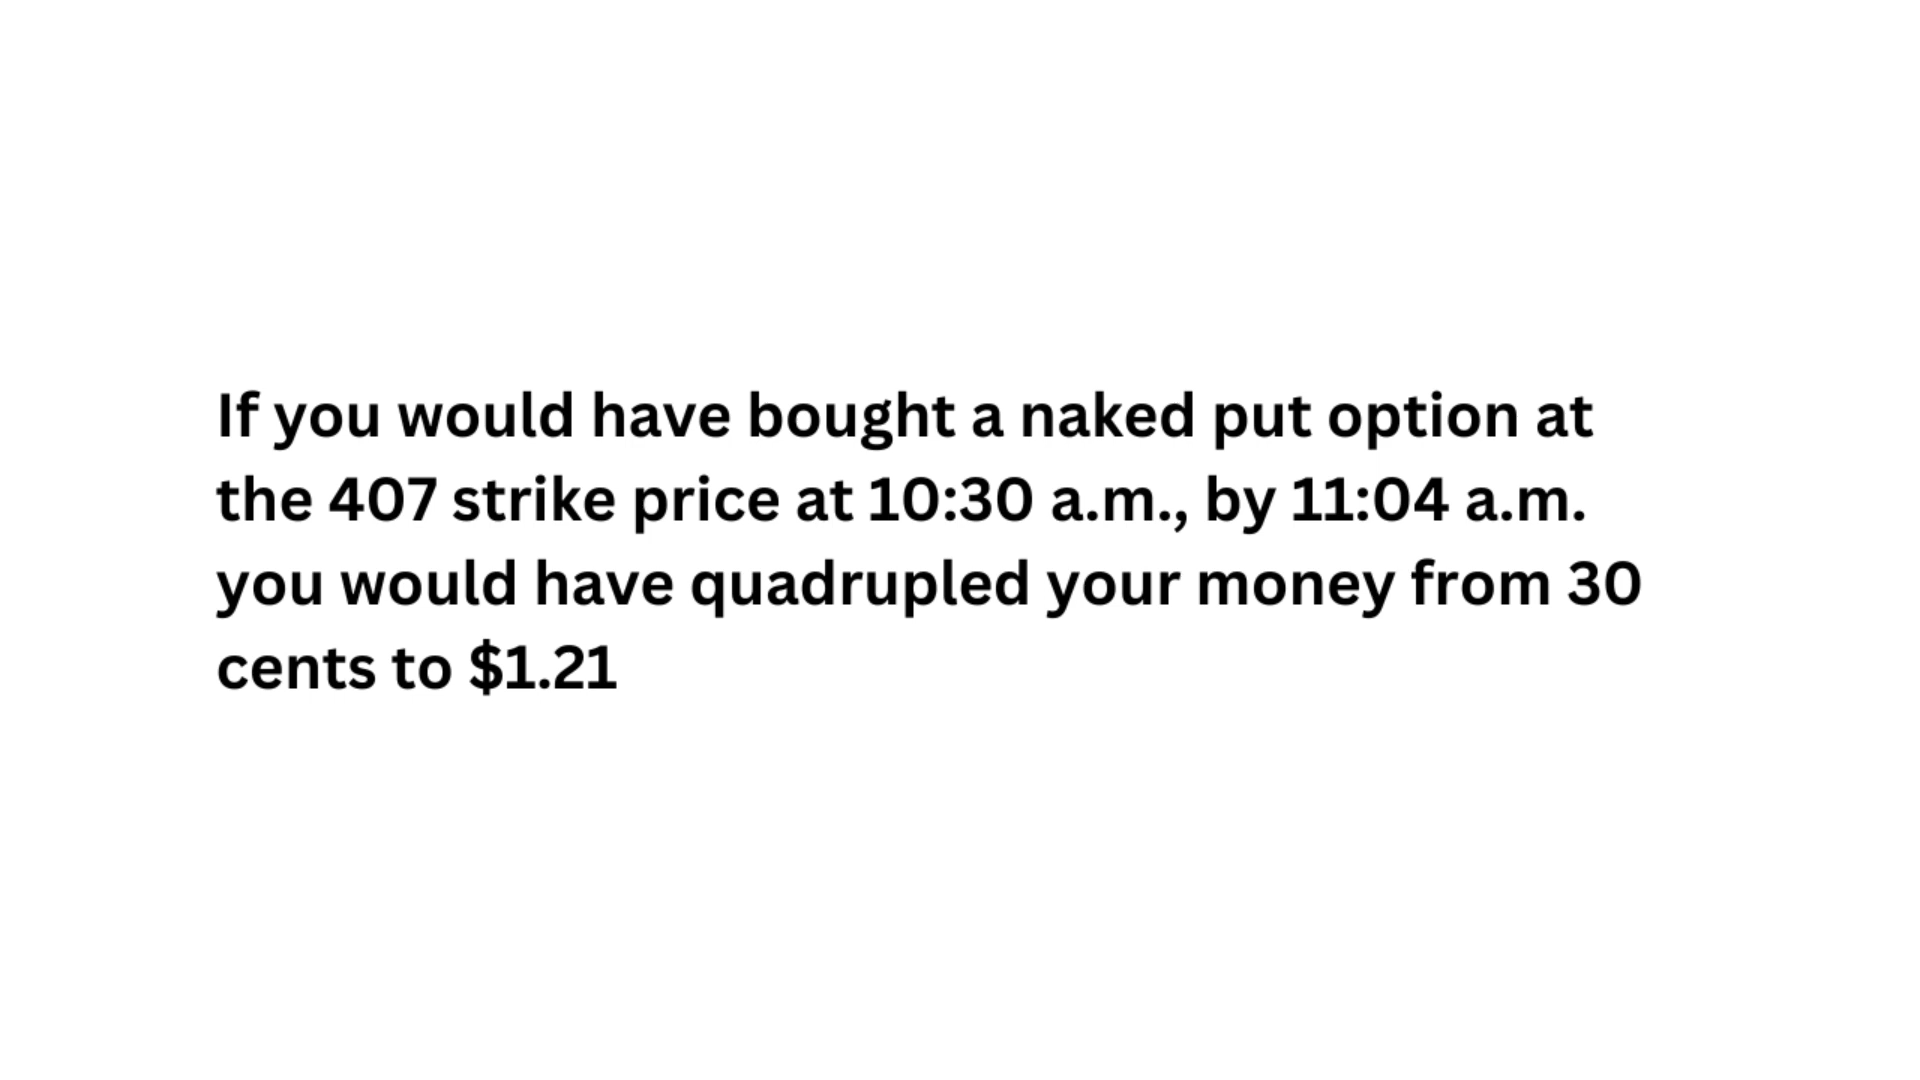 If you would have bought a naked put option at
the 407 strike price at 10:30 a.m., by 11:04 a.m.
you would have quadrupled your money from 30
cents to $1.21